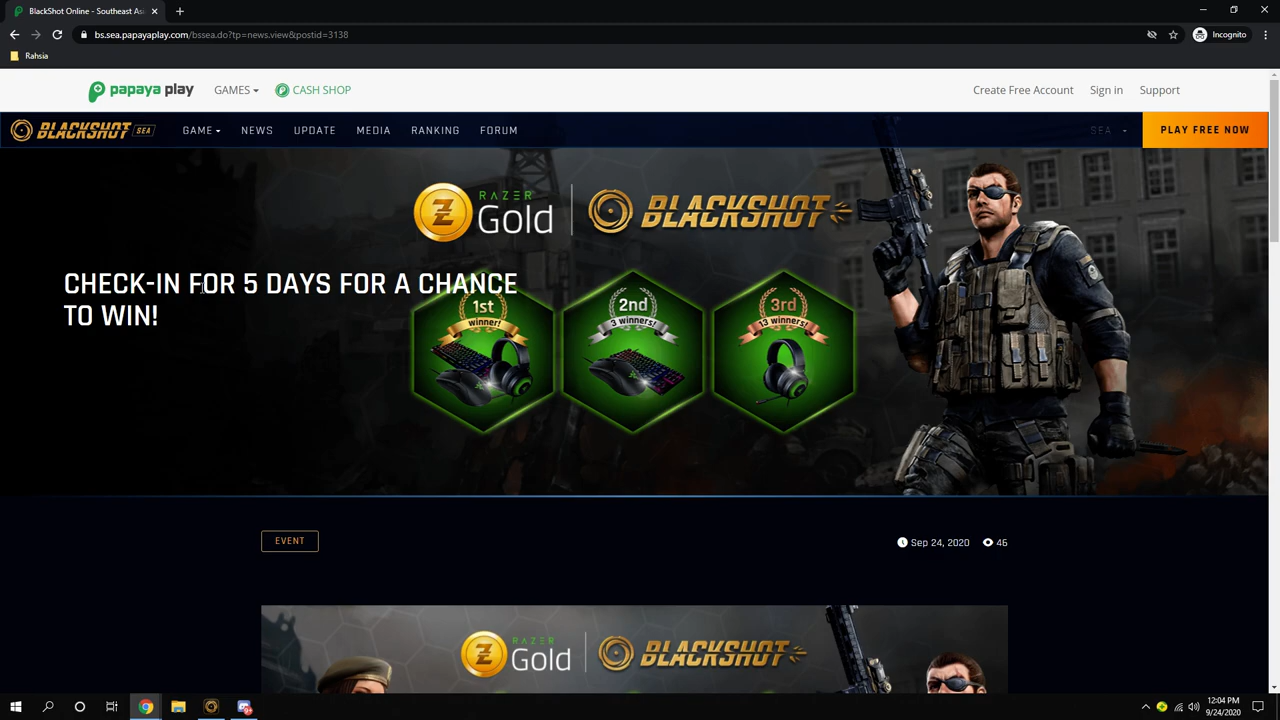 BlackShot Online - Southeast Asi
bs.sea.papayaplay.com/bssea.do?tp=news.view&postid=3138
Incognito
Rahsia
papaya play
GAMES
CASH SHOP
Create Free Account
Sign in
Support
BLACKSHOT SEA
GAME
NEWS
UPDATE
MEDIA
RANKING
FORUM
SEA
PLAY FREE NOW
RAZER
Gold
BLACKSHOT
CHECK-IN FOR 5 DAYS FOR A CHANCE
TO WIN!
1st
winner!
2nd
3 winners!
3rd
13 winners!
EVENT
Sep 24, 2020
46
RAZER
Gold
BLACKSHOT
12:04 PM
9/24/2020